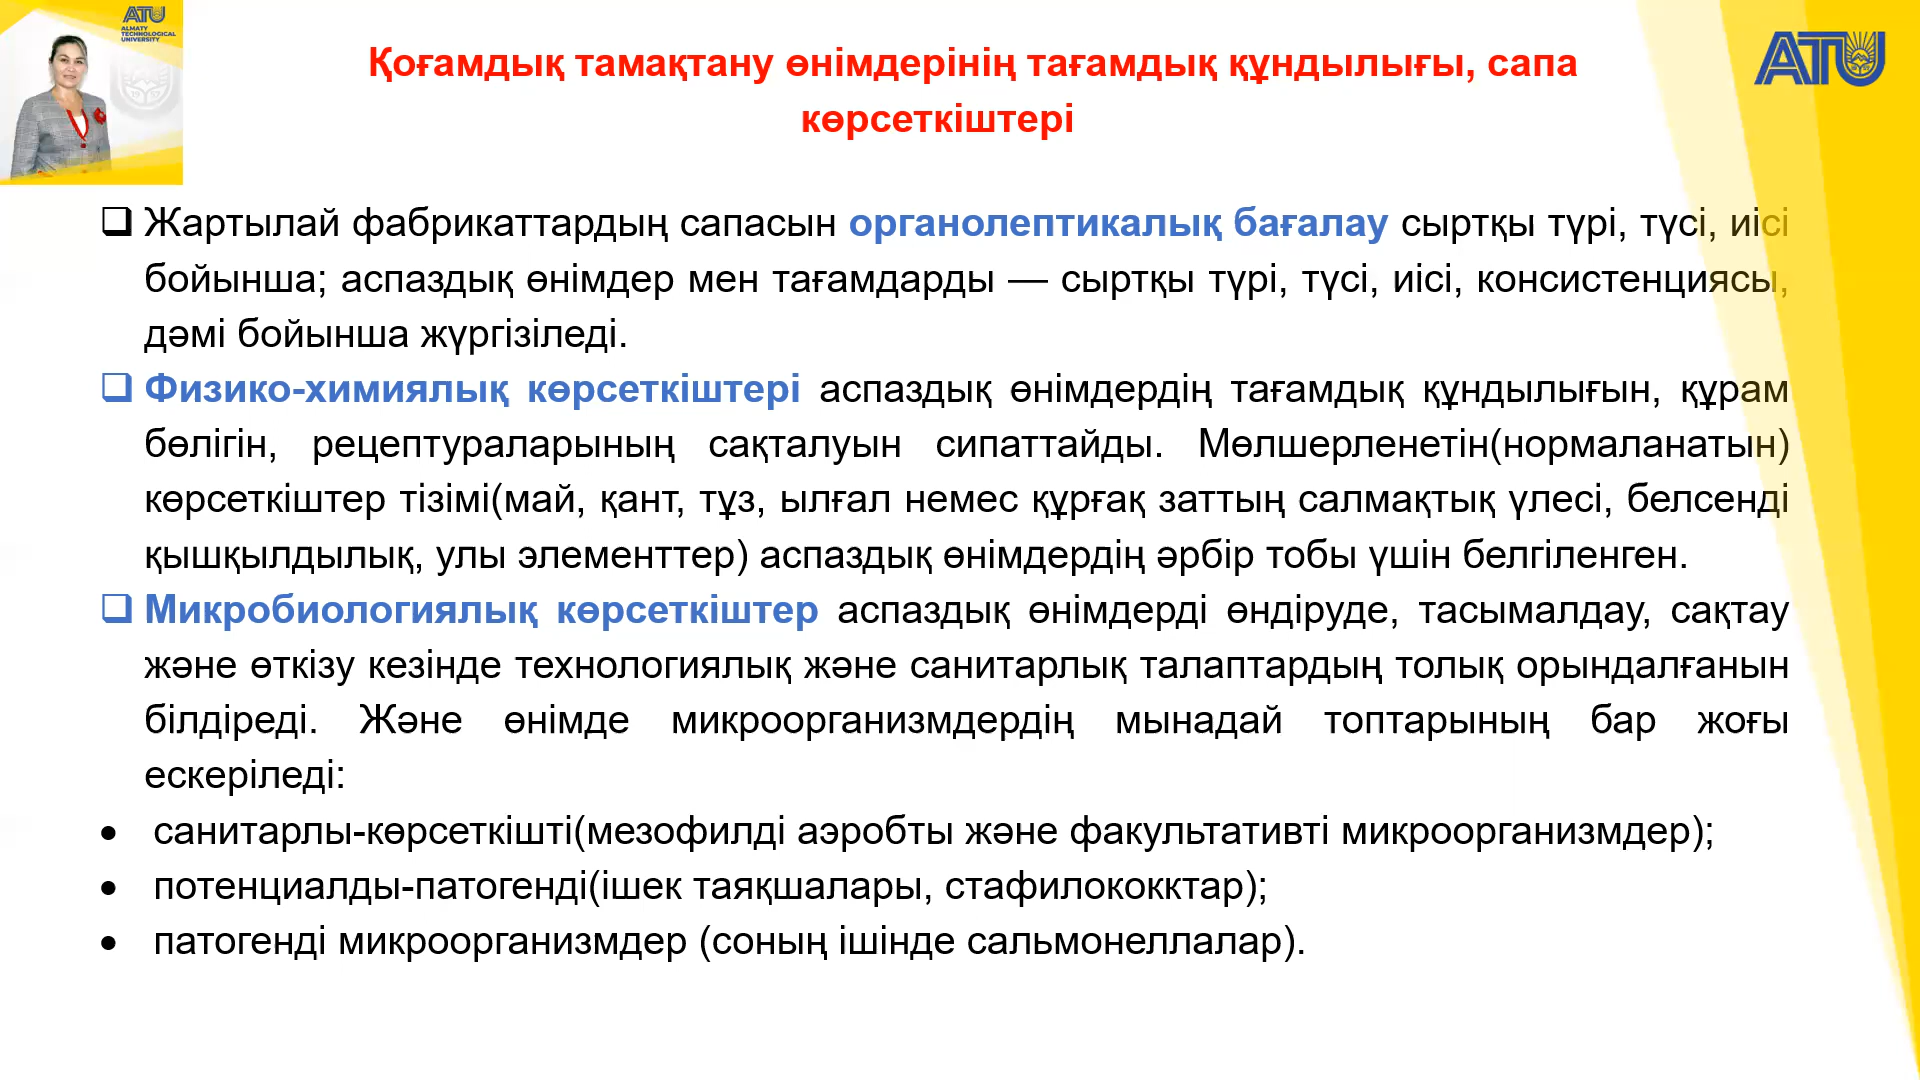 ATU
ALMATY
TECHNOLOGICAL
UNIVERSITY
ATU
Қоғамдық тамақтану өнімдерінің тағамдық құндылығы, сапа
көрсеткіштері
Жартылай фабрикаттардың сапасын органолептикалық бағалау сыртқы түрі, түсі, иісі
бойынша; аспаздық өнімдер мен тағамдарды — сыртқы түрі, түсі, иісі, консистенциясы,
дәмі бойынша жүргізіледі.
Физико-химиялық көрсеткіштері аспаздық өнімдердің тағамдық құндылығын, құрам
бөлігін, рецептураларының сақталуын сипаттайды. Мөлшерленетін(нормаланатын)
көрсеткіштер тізімі(май, қант, тұз, ылғал немес құрғақ заттың салмақтық үлесі, белсенді
қышқылдылық, улы элементтер) аспаздық өнімдердің әрбір тобы үшін белгіленген.
Микробиологиялық көрсеткіштер аспаздық өнімдерді өндіруде, тасымалдау, сақтау
және өткізу кезінде технологиялық және санитарлық талаптардың толық орындалғанын
білдіреді. Және өнімде микроорганизмдердің мынадай топтарының бар жоғы
ескеріледі:
• санитарлы-көрсеткішті(мезофилді аэробты және факультативті микроорганизмдер);
• потенциалды-патогенді(ішек таяқшалары, стафилококктар);
• патогенді микроорганизмдер (соның ішінде сальмонеллалар).